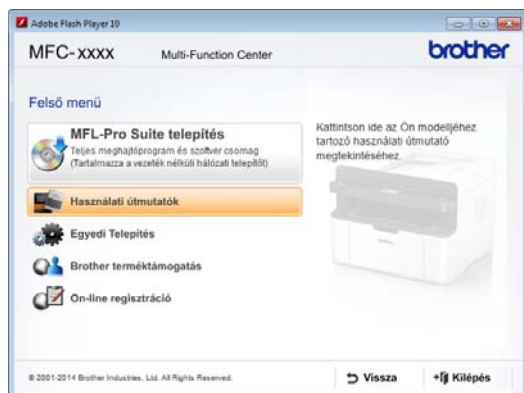 Adobe Flash Player 10
MFC-xxxx Multi-Function Center brother
Felső menü
MFL-Pro Suite telepítés
Teljes meghajtóprogram és szoftver csomag
(Tartalmazza a vezeték nélküli hálózati telepítőt)
Használati útmutatók
Egyedi Telepítés
Brother terméktámogatás
On-line regisztráció
Kattintson ide az Ön modelljéhez
tartozó használati útmutató
megtekintéséhez.
© 2001-2014 Brother Industries, Ltd. All Rights Reserved.
Vissza
Kilépés